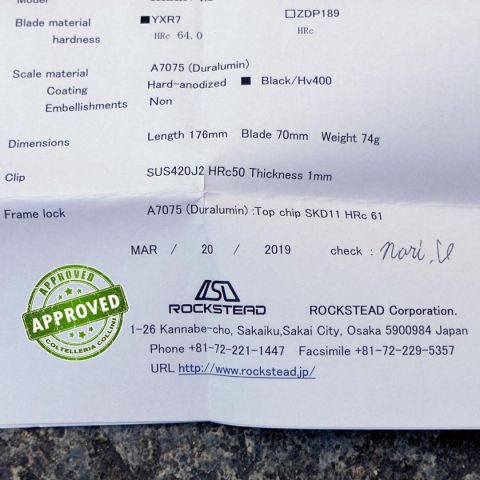 Blade material ■YXR7 □ZDP189
hardness HRc 64.0 HRc
Scale material A7075 (Duralumin)
Coating Hard-anodized ■ Black/Hv400
Embellishments Non
Dimensions Length 176mm Blade 70mm Weight 74g
Clip SUS420J2 HRc50 Thickness 1mm
Frame lock A7075 (Duralumin) :Top chip SKD11 HRc 61
MAR / 20 / 2019 check : nori.U
APPROVED
APPROVED
COLTELLERIA COLLINI
ROCKSTEAD ROCKSTEAD Corporation.
1-26 Kannabe-cho, Sakaiku,Sakai City, Osaka 5900984 Japan
Phone +81-72-221-1447 Facsimile +81-72-229-5357
URL http://www.rockstead.jp/